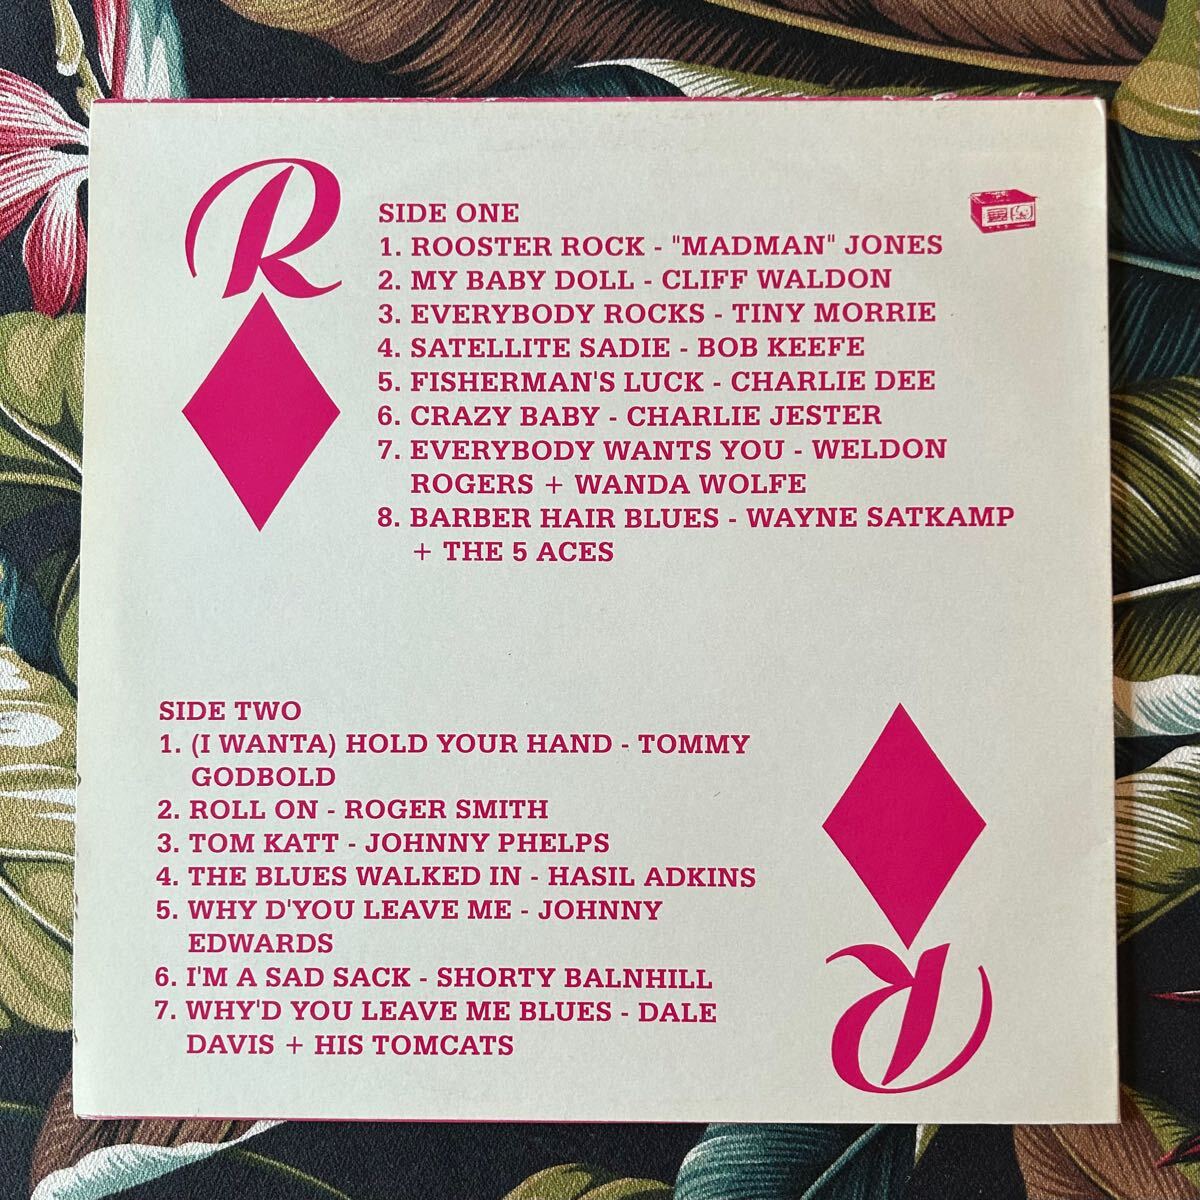 R
SIDE ONE
1. ROOSTER ROCK - "MADMAN" JONES
2. MY BABY DOLL - CLIFF WALDON
3. EVERYBODY ROCKS - TINY MORRIE
4. SATELLITE SADIE - BOB KEEFE
5. FISHERMAN'S LUCK - CHARLIE DEE
6. CRAZY BABY - CHARLIE JESTER
7. EVERYBODY WANTS YOU - WELDON
ROGERS + WANDA WOLFE
8. BARBER HAIR BLUES - WAYNE SATKAMP
+ THE 5 ACES
SIDE TWO
1. (I WANTA) HOLD YOUR HAND - TOMMY
GODBOLD
2. ROLL ON - ROGER SMITH
3. TOM KATT - JOHNNY PHELPS
4. THE BLUES WALKED IN - HASIL ADKINS
5. WHY D'YOU LEAVE ME - JOHNNY
EDWARDS
6. I'M A SAD SACK - SHORTY BALNHILL
7. WHY'D YOU LEAVE ME BLUES - DALE
DAVIS + HIS TOMCATS
R